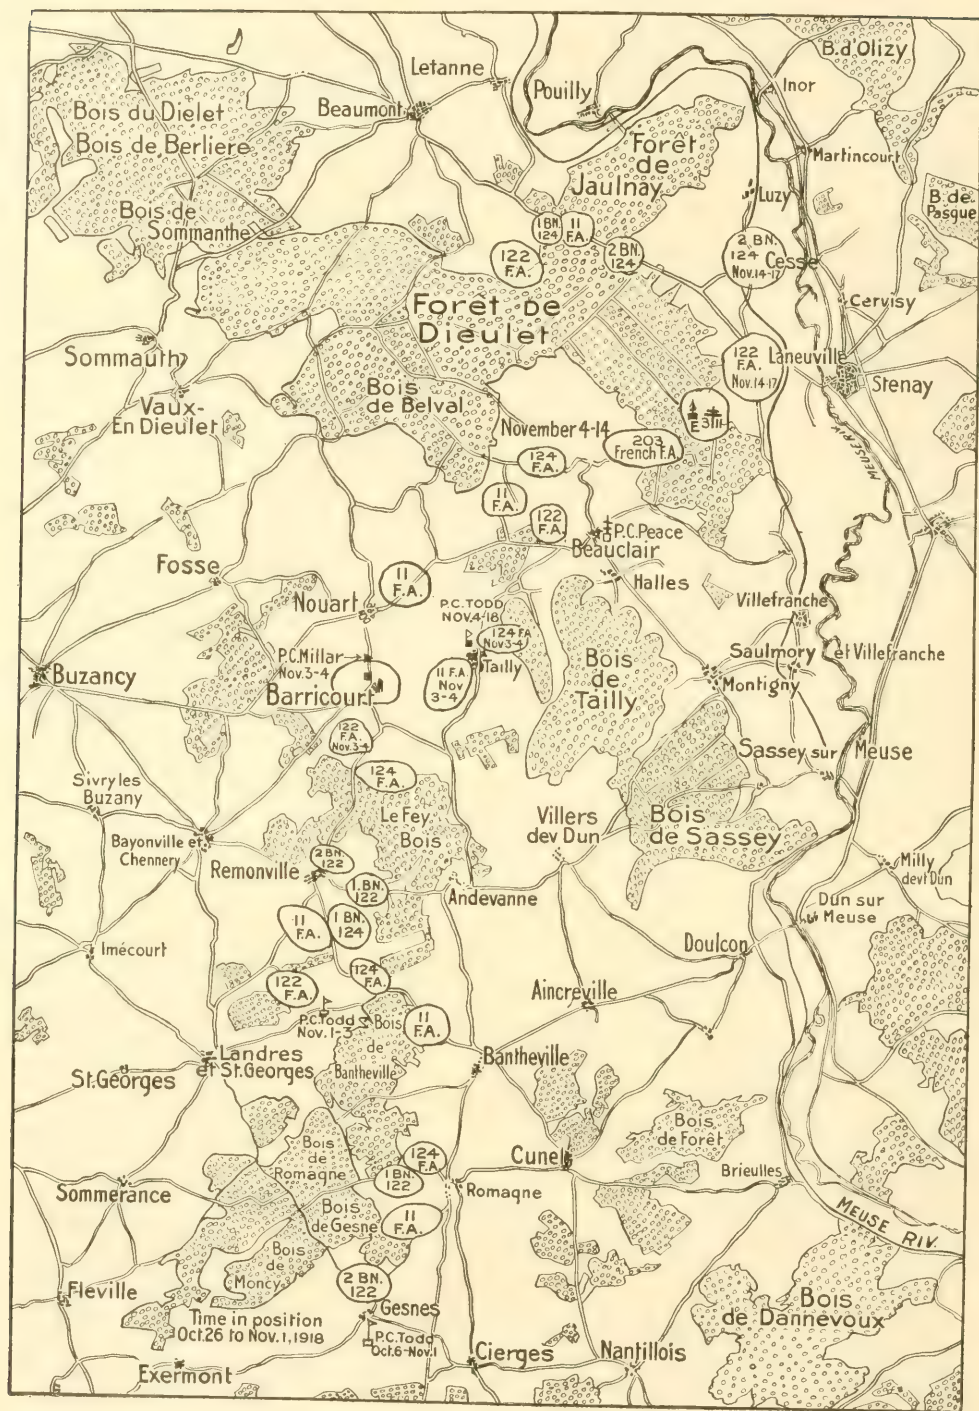 Letanne
Pouilly
Inor
B. d'Olizy
Beaumont
Bois du Dielet
Bois de Berliere
Forêt
de
Jaulnay
Martincourt
Luzy
B. de
Pasque
Bois de
Sommanthe
1 BN.
124
11
F.A.
122
F.A.
2 BN.
124
2 BN.
124
Nov. 14-17
Cesse
Cervisy
Forêt de
Dieulet
Sommauth
Laneuville
122
F.A.
Nov. 14-17
Stenay
Bois
de Belval
Vaux-
En Dieulet
E
November 4-14
203
French F.A.
124
F.A.
MEUSE RIV.
11
F.A.
122
F.A.
P.C. Peace
Beauclair
Fosse
11
F.A.
Halles
Nouart
P.C. TODD
NOV. 4-18
Villefranche
124 FA
Nov 3-4
Tailly
P.C. Millar
Nov. 3-4
Saulmory et Villefranche
Buzancy
Barricourt
11 F.A.
Nov
3-4
Bois
de
Tailly
Montigny
122
F.A.
Nov. 3-4
Sassey sur Meuse
124
F.A.
Sivry les
Buzany
Le Fey
Bois
Villers
dev Dun
Bois
de Sassey
Bayonville et
Chennery
2 BN.
122
Remonville
Milly
devt Dun
1. BN.
122
Andevanne
Dun sur
Meuse
11
F.A.
1 BN.
124
Imécourt
Doulcon
122
F.A.
124
F.A.
Aincreville
P.C. Todd
Nov. 1-3
Bois
de
Bantheville
11
F.A.
Landres
et St. Georges
Bantheville
St. Georges
Bois
de Forêt
Bois
de
Romagne
124
F.A.
Cunel
1 BN.
122
Brieulles
Sommerance
Romagne
Bois
de Gesne
11
F.A.
MEUSE RIV.
Bois
de
Moncy
2 BN.
122
Fleville
Gesnes
Bois
de Dannevoux
Time in position
Oct. 26 to Nov. 1, 1918
P.C. Todd
Oct. 6-Nov. 1
Cierges
Nantillois
Exermont